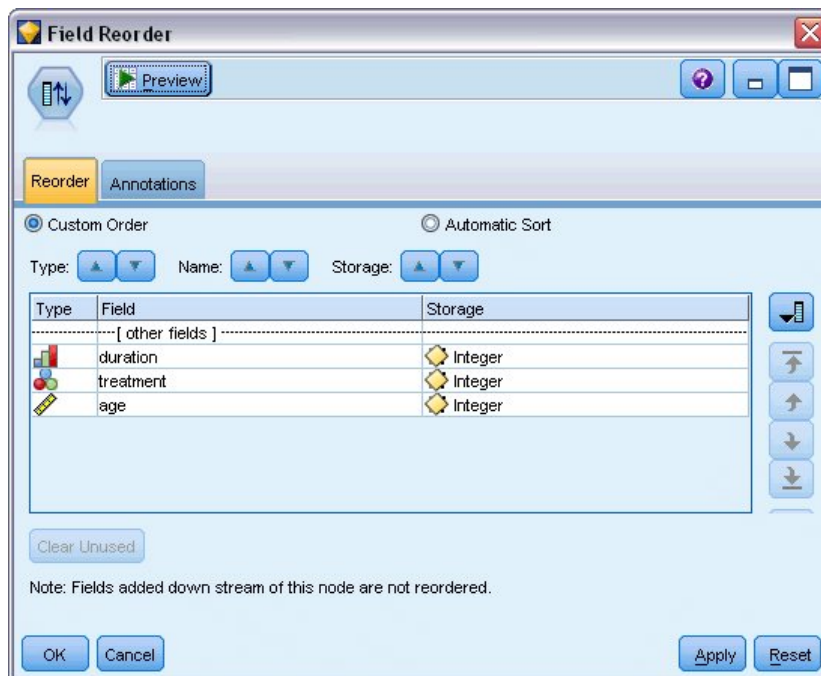 Field Reorder
Preview
Reorder Annotations
Custom Order Automatic Sort
Type: Name: Storage:
Type Field Storage
[ other fields ]
duration Integer
treatment Integer
age Integer
Clear Unused
Note: Fields added down stream of this node are not reordered.
OK Cancel Apply Reset